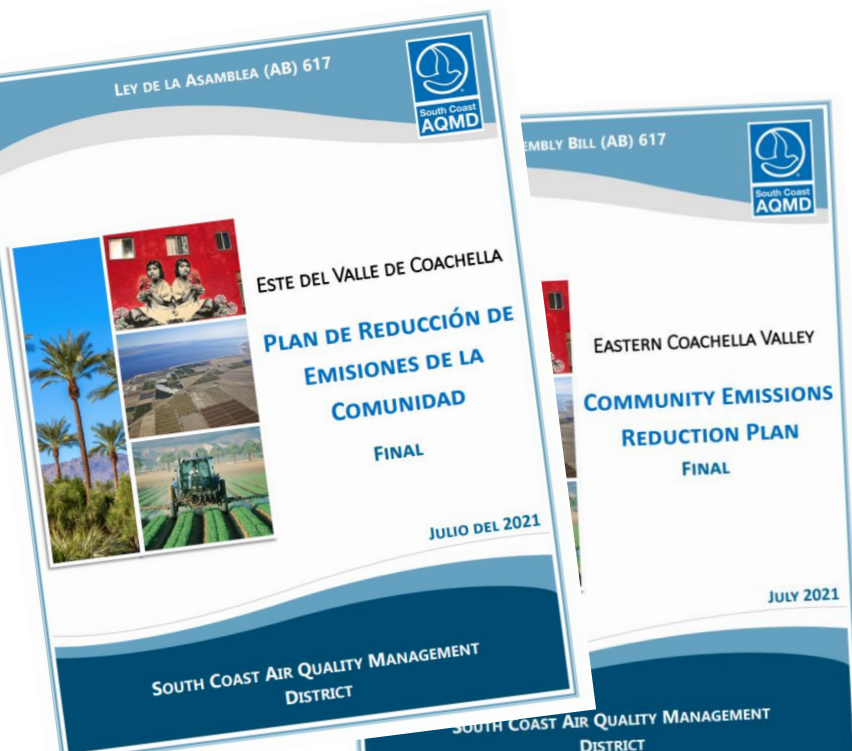 LEY DE LA ASAMBLEA (AB) 617
South Coast
AQMD
ESTE DEL VALLE DE COACHELLA
PLAN DE REDUCCIÓN DE
EMISIONES DE LA
COMUNIDAD
FINAL
JULIO DEL 2021
SOUTH COAST AIR QUALITY MANAGEMENT
DISTRICT
EMBLY BILL (AB) 617
South Coast
AQMD
EASTERN COACHELLA VALLEY
COMMUNITY EMISSIONS
REDUCTION PLAN
FINAL
JULY 2021
SOUTH COAST AIR QUALITY MANAGEMENT
DISTRICT